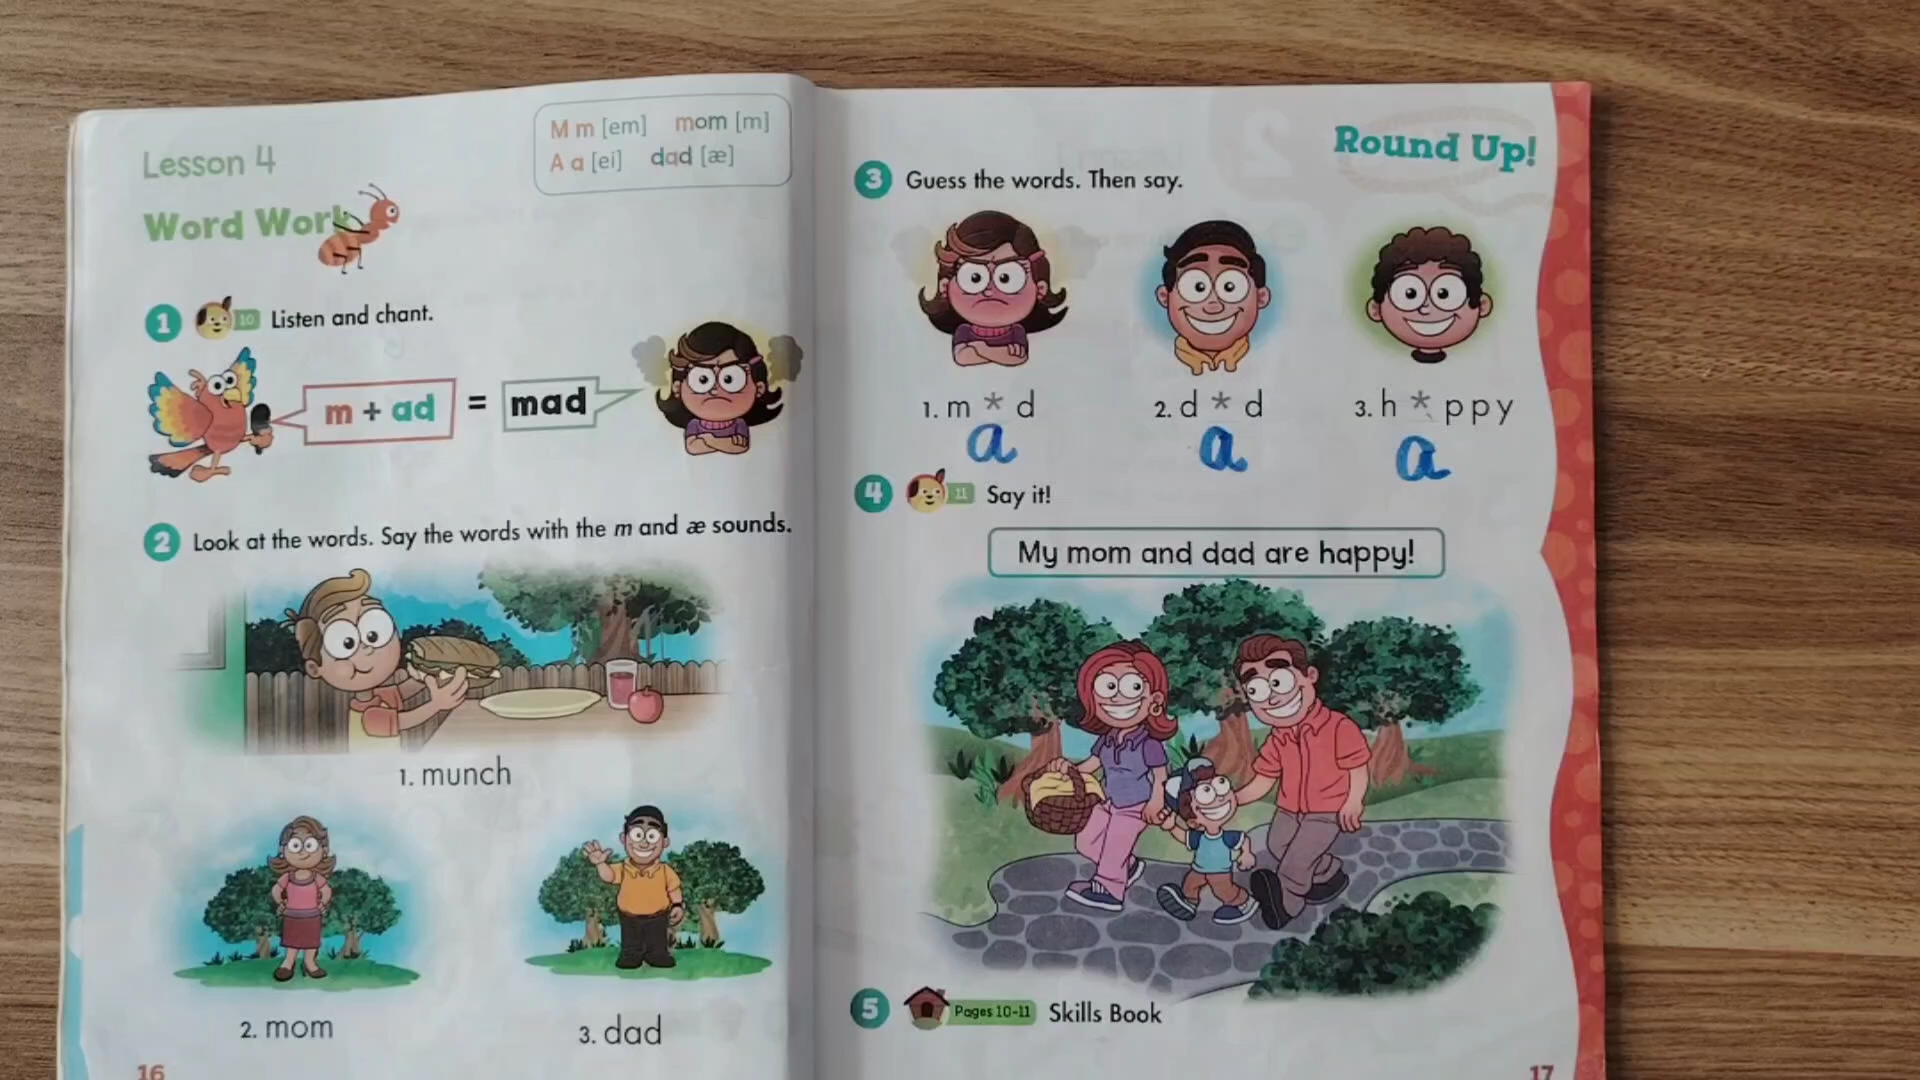 Lesson 4
M m [em] mom [m]
A a [ei] dad [æ]
Word Work
1 10 Listen and chant.
m + ad = mad
2 Look at the words. Say the words with the m and æ sounds.
1. munch
2. mom
3. dad
16
Round Up!
3 Guess the words. Then say.
1. m * d
2. d * d
3. h * ppy
a
a
a
4 11 Say it!
My mom and dad are happy!
5 Pages 10-11 Skills Book
17